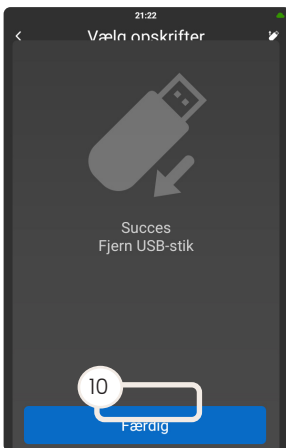 21:22
Vælg opskrifter
Succes
Fjern USB-stik
10
Færdig